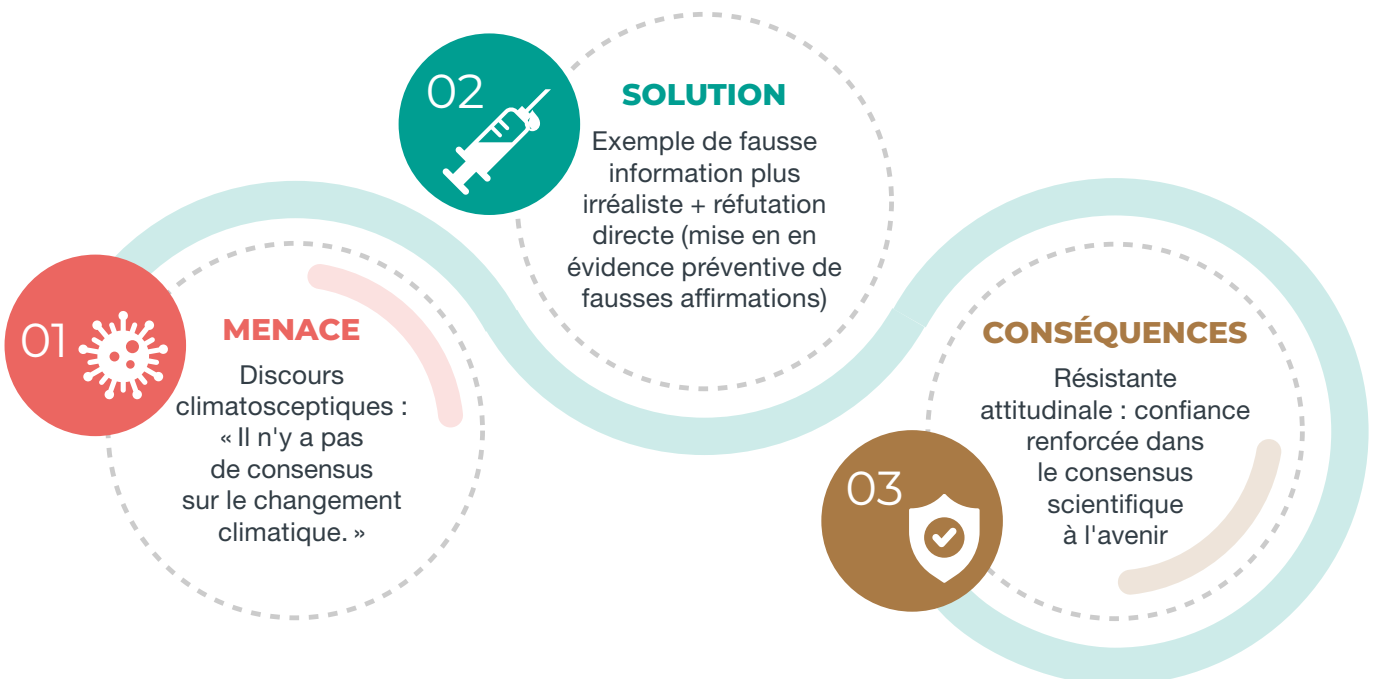 01
MENACE
Discours
climatosceptiques :
« Il n'y a pas
de consensus
sur le changement
climatique. »
02
SOLUTION
Exemple de fausse
information plus
irréaliste + réfutation
directe (mise en en
évidence préventive de
fausses affirmations)
03
CONSÉQUENCES
Résistante
attitudinale : confiance
renforcée dans
le consensus
scientifique
à l'avenir